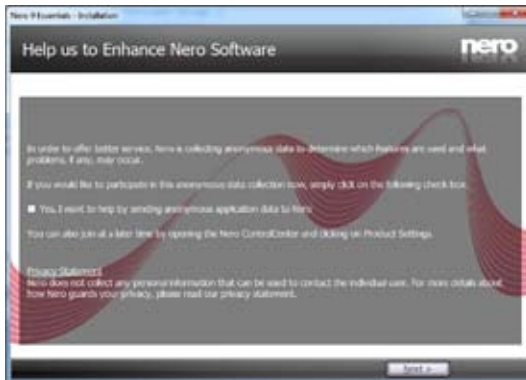 Nero 9 Essentials - Installation
Help us to Enhance Nero Software
nero
In order to offer better service, Nero is collecting anonymous data to determine which features are used and what
problems, if any, may occur.
If you would like to participate in this anonymous data collection now, simply click on the following check box.
Yes, I want to help by sending anonymous application data to Nero
You can also join at a later time by opening the Nero ControlCenter and clicking on Product Settings.
Privacy Statement
Nero does not collect any personal information that can be used to contact the individual user. For more details about
how Nero guards your privacy, please read our privacy statement.
Next >